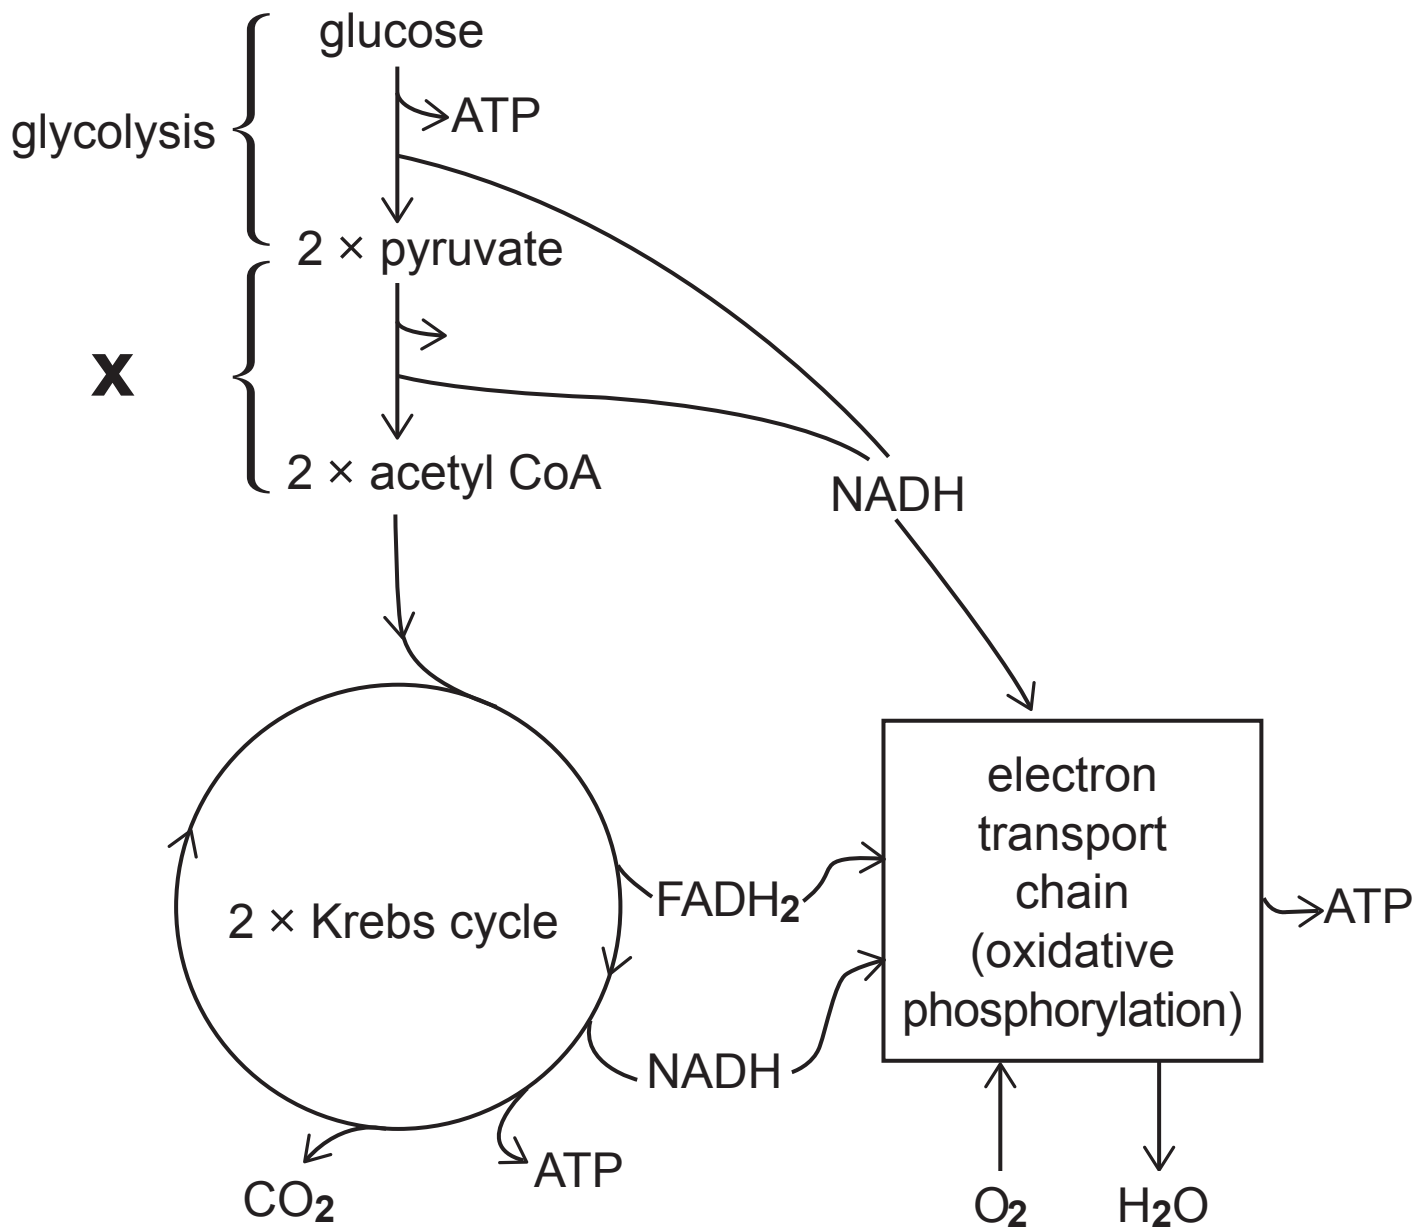 glucose
ATP
glycolysis
2 × pyruvate
X
2 × acetyl CoA
NADH
electron
transport
chain
(oxidative
phosphorylation)
FADH2
ATP
2 × Krebs cycle
NADH
ATP
CO2
O2
H2O